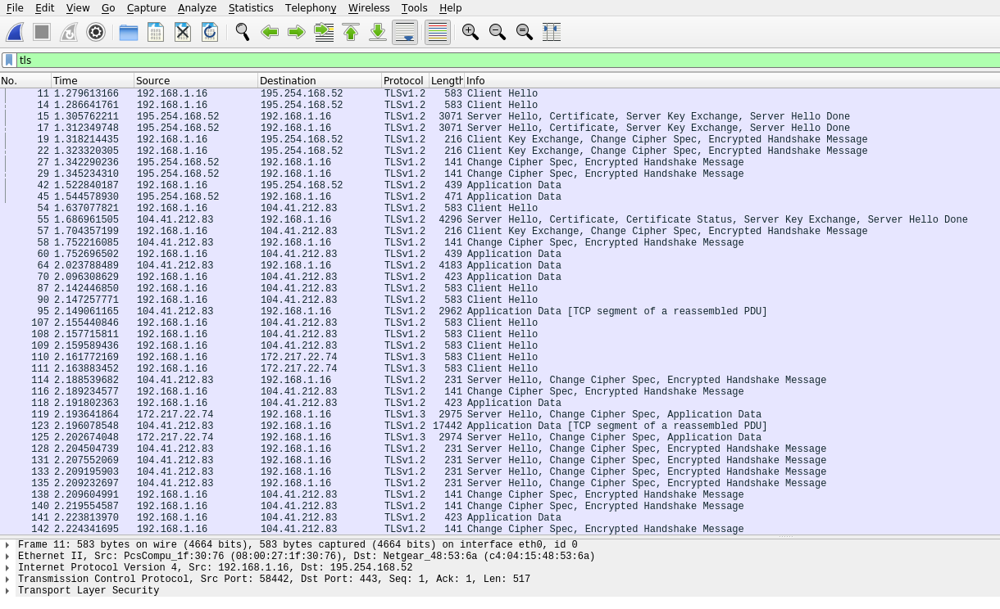 File Edit View Go Capture Analyze Statistics Telephony Wireless Tools Help
tls
No. Time Source Destination Protocol Length Info
11 1.279613166 192.168.1.16 195.254.168.52 TLSv1.2 583 Client Hello
14 1.286641761 192.168.1.16 195.254.168.52 TLSv1.2 583 Client Hello
15 1.305762211 195.254.168.52 192.168.1.16 TLSv1.2 3071 Server Hello, Certificate, Server Key Exchange, Server Hello Done
17 1.312349748 195.254.168.52 192.168.1.16 TLSv1.2 3071 Server Hello, Certificate, Server Key Exchange, Server Hello Done
19 1.318214435 192.168.1.16 195.254.168.52 TLSv1.2 216 Client Key Exchange, Change Cipher Spec, Encrypted Handshake Message
22 1.323320305 192.168.1.16 195.254.168.52 TLSv1.2 216 Client Key Exchange, Change Cipher Spec, Encrypted Handshake Message
27 1.342290236 195.254.168.52 192.168.1.16 TLSv1.2 141 Change Cipher Spec, Encrypted Handshake Message
29 1.345234310 195.254.168.52 192.168.1.16 TLSv1.2 141 Change Cipher Spec, Encrypted Handshake Message
42 1.522840187 192.168.1.16 195.254.168.52 TLSv1.2 439 Application Data
45 1.544578930 195.254.168.52 192.168.1.16 TLSv1.2 471 Application Data
54 1.637077821 192.168.1.16 104.41.212.83 TLSv1.2 583 Client Hello
55 1.686961505 104.41.212.83 192.168.1.16 TLSv1.2 4296 Server Hello, Certificate, Certificate Status, Server Key Exchange, Server Hello Done
57 1.704357199 192.168.1.16 104.41.212.83 TLSv1.2 216 Client Key Exchange, Change Cipher Spec, Encrypted Handshake Message
58 1.752216085 104.41.212.83 192.168.1.16 TLSv1.2 141 Change Cipher Spec, Encrypted Handshake Message
60 1.752696502 192.168.1.16 104.41.212.83 TLSv1.2 439 Application Data
64 2.023788489 104.41.212.83 192.168.1.16 TLSv1.2 4183 Application Data
70 2.096308629 192.168.1.16 104.41.212.83 TLSv1.2 423 Application Data
87 2.142446850 192.168.1.16 104.41.212.83 TLSv1.2 583 Client Hello
90 2.147257771 192.168.1.16 104.41.212.83 TLSv1.2 583 Client Hello
95 2.149061165 104.41.212.83 192.168.1.16 TLSv1.2 2962 Application Data [TCP segment of a reassembled PDU]
107 2.155440846 192.168.1.16 104.41.212.83 TLSv1.2 583 Client Hello
108 2.157715811 192.168.1.16 104.41.212.83 TLSv1.2 583 Client Hello
109 2.159589436 192.168.1.16 104.41.212.83 TLSv1.2 583 Client Hello
110 2.161772169 192.168.1.16 172.217.22.74 TLSv1.3 583 Client Hello
111 2.163883452 192.168.1.16 172.217.22.74 TLSv1.3 583 Client Hello
114 2.188539682 104.41.212.83 192.168.1.16 TLSv1.2 231 Server Hello, Change Cipher Spec, Encrypted Handshake Message
116 2.189234577 192.168.1.16 104.41.212.83 TLSv1.2 141 Change Cipher Spec, Encrypted Handshake Message
118 2.191802363 192.168.1.16 104.41.212.83 TLSv1.2 423 Application Data
119 2.193641864 172.217.22.74 192.168.1.16 TLSv1.3 2975 Server Hello, Change Cipher Spec, Application Data
123 2.196078548 104.41.212.83 192.168.1.16 TLSv1.2 17442 Application Data [TCP segment of a reassembled PDU]
125 2.202674048 172.217.22.74 192.168.1.16 TLSv1.3 2974 Server Hello, Change Cipher Spec, Application Data
128 2.204504739 104.41.212.83 192.168.1.16 TLSv1.2 231 Server Hello, Change Cipher Spec, Encrypted Handshake Message
131 2.207552069 104.41.212.83 192.168.1.16 TLSv1.2 231 Server Hello, Change Cipher Spec, Encrypted Handshake Message
133 2.209195903 104.41.212.83 192.168.1.16 TLSv1.2 231 Server Hello, Change Cipher Spec, Encrypted Handshake Message
135 2.209232697 104.41.212.83 192.168.1.16 TLSv1.2 231 Server Hello, Change Cipher Spec, Encrypted Handshake Message
138 2.209604991 192.168.1.16 104.41.212.83 TLSv1.2 141 Change Cipher Spec, Encrypted Handshake Message
140 2.219554587 192.168.1.16 104.41.212.83 TLSv1.2 141 Change Cipher Spec, Encrypted Handshake Message
141 2.223813970 192.168.1.16 104.41.212.83 TLSv1.2 423 Application Data
142 2.224341695 192.168.1.16 104.41.212.83 TLSv1.2 141 Change Cipher Spec, Encrypted Handshake Message
Frame 11: 583 bytes on wire (4664 bits), 583 bytes captured (4664 bits) on interface eth0, id 0
Ethernet II, Src: PcsCompu_1f:30:76 (08:00:27:1f:30:76), Dst: Netgear_48:53:6a (c4:04:15:48:53:6a)
Internet Protocol Version 4, Src: 192.168.1.16, Dst: 195.254.168.52
Transmission Control Protocol, Src Port: 58442, Dst Port: 443, Seq: 1, Ack: 1, Len: 517
Transport Layer Security